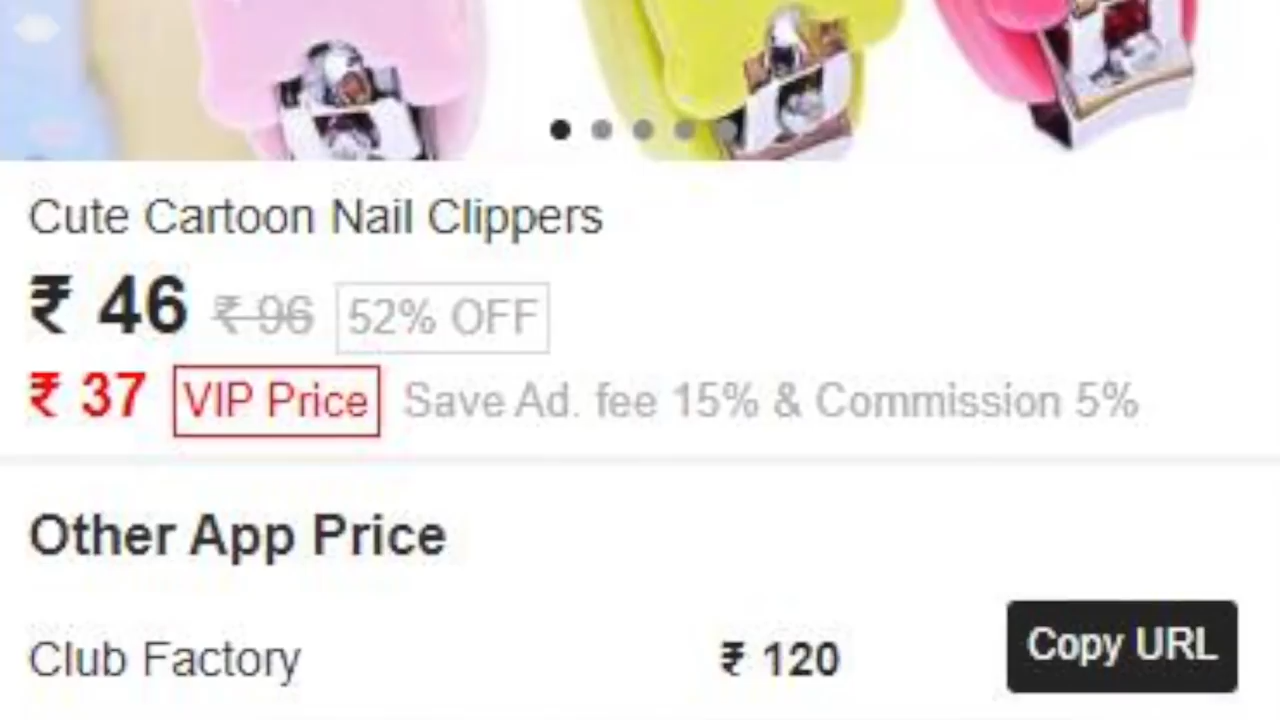 Cute Cartoon Nail Clippers
₹ 46 ₹ 96 52% OFF
₹ 37 VIP Price Save Ad. fee 15% & Commission 5%
Other App Price
Club Factory ₹ 120 Copy URL